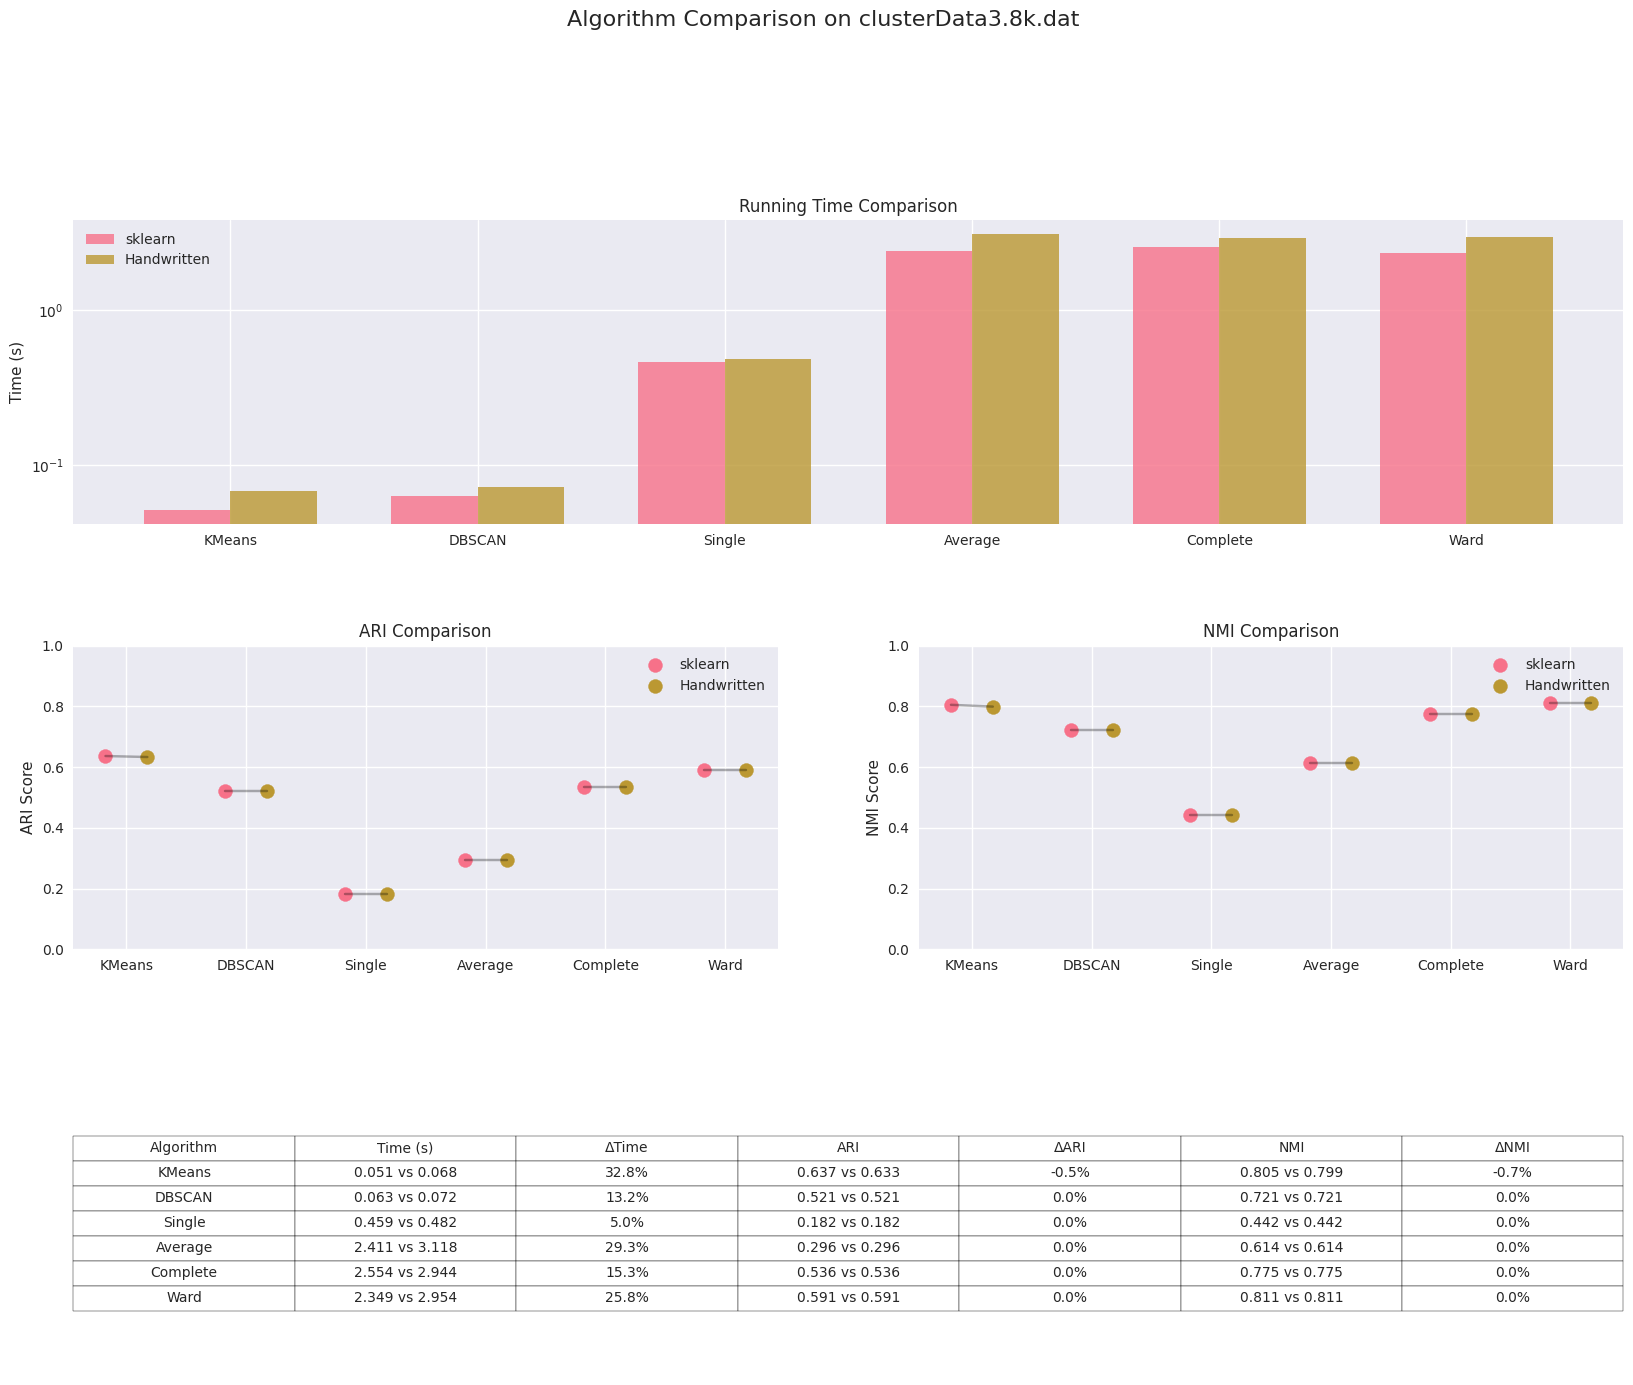 Algorithm Comparison on clusterData3.8k.dat
Running Time Comparison
sklearn
Handwritten
Time (s)
10⁰
10⁻¹
KMeans DBSCAN Single Average Complete Ward
ARI Comparison
sklearn
Handwritten
ARI Score
1.0
0.8
0.6
0.4
0.2
0.0
KMeans DBSCAN Single Average Complete Ward
NMI Comparison
sklearn
Handwritten
NMI Score
1.0
0.8
0.6
0.4
0.2
0.0
KMeans DBSCAN Single Average Complete Ward
Algorithm Time (s) ΔTime ARI ΔARI NMI ΔNMI
KMeans 0.051 vs 0.068 32.8% 0.637 vs 0.633 -0.5% 0.805 vs 0.799 -0.7%
DBSCAN 0.063 vs 0.072 13.2% 0.521 vs 0.521 0.0% 0.721 vs 0.721 0.0%
Single 0.459 vs 0.482 5.0% 0.182 vs 0.182 0.0% 0.442 vs 0.442 0.0%
Average 2.411 vs 3.118 29.3% 0.296 vs 0.296 0.0% 0.614 vs 0.614 0.0%
Complete 2.554 vs 2.944 15.3% 0.536 vs 0.536 0.0% 0.775 vs 0.775 0.0%
Ward 2.349 vs 2.954 25.8% 0.591 vs 0.591 0.0% 0.811 vs 0.811 0.0%